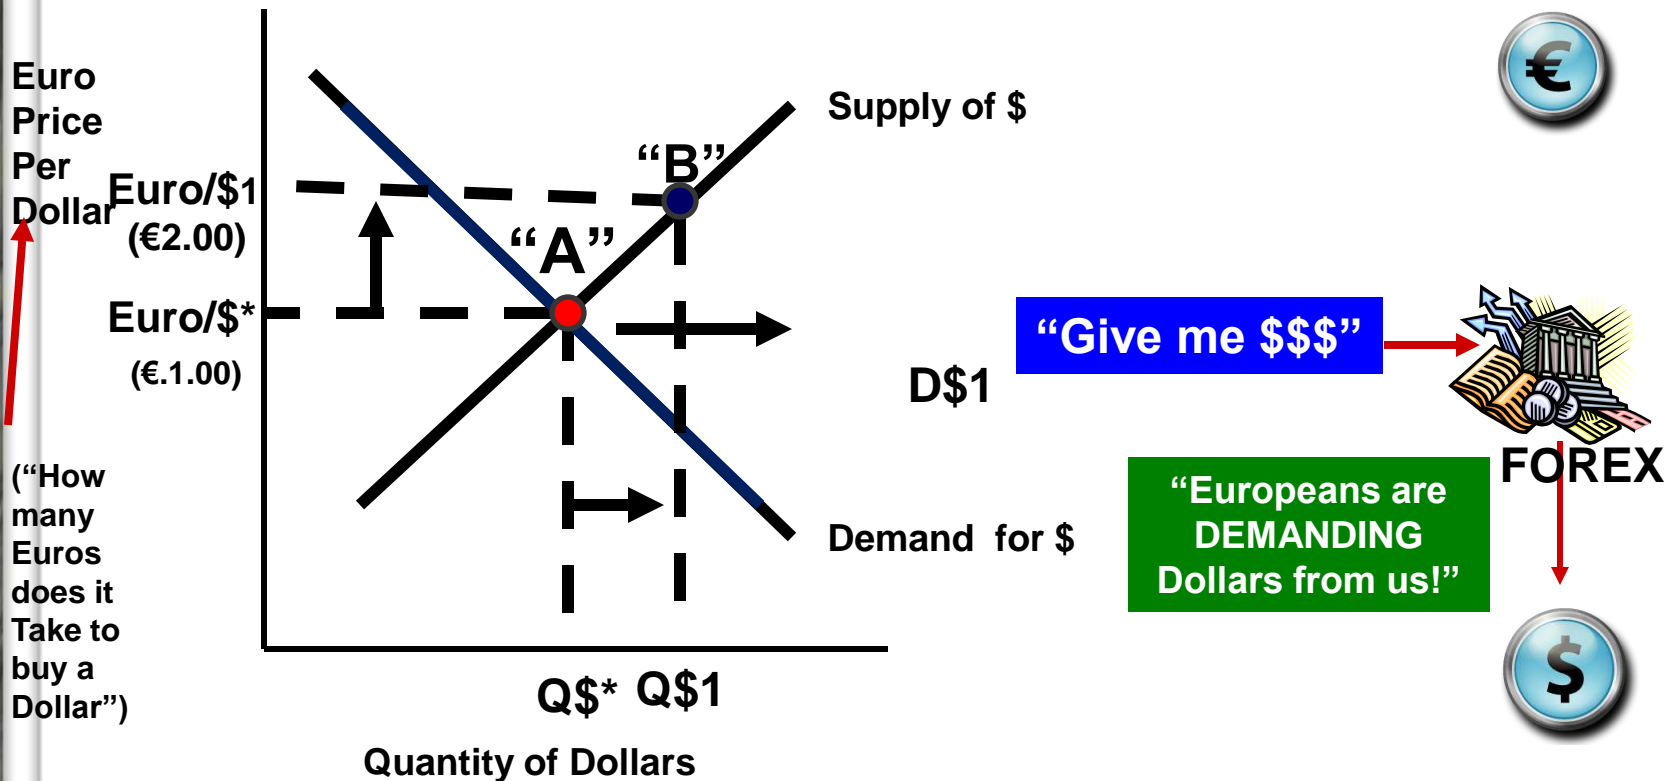 Euro
Price
Per
Dollar
Euro/$1
(€2.00)
Euro/$*
(€.1.00)
(“How
many
Euros
does it
Take to
buy a
Dollar”)
“A”
“B”
Supply of $
D$1
Demand for $
Q$* Q$1
Quantity of Dollars
€
“Give me $$$”
FOREX
“Europeans are
DEMANDING
Dollars from us!”
$